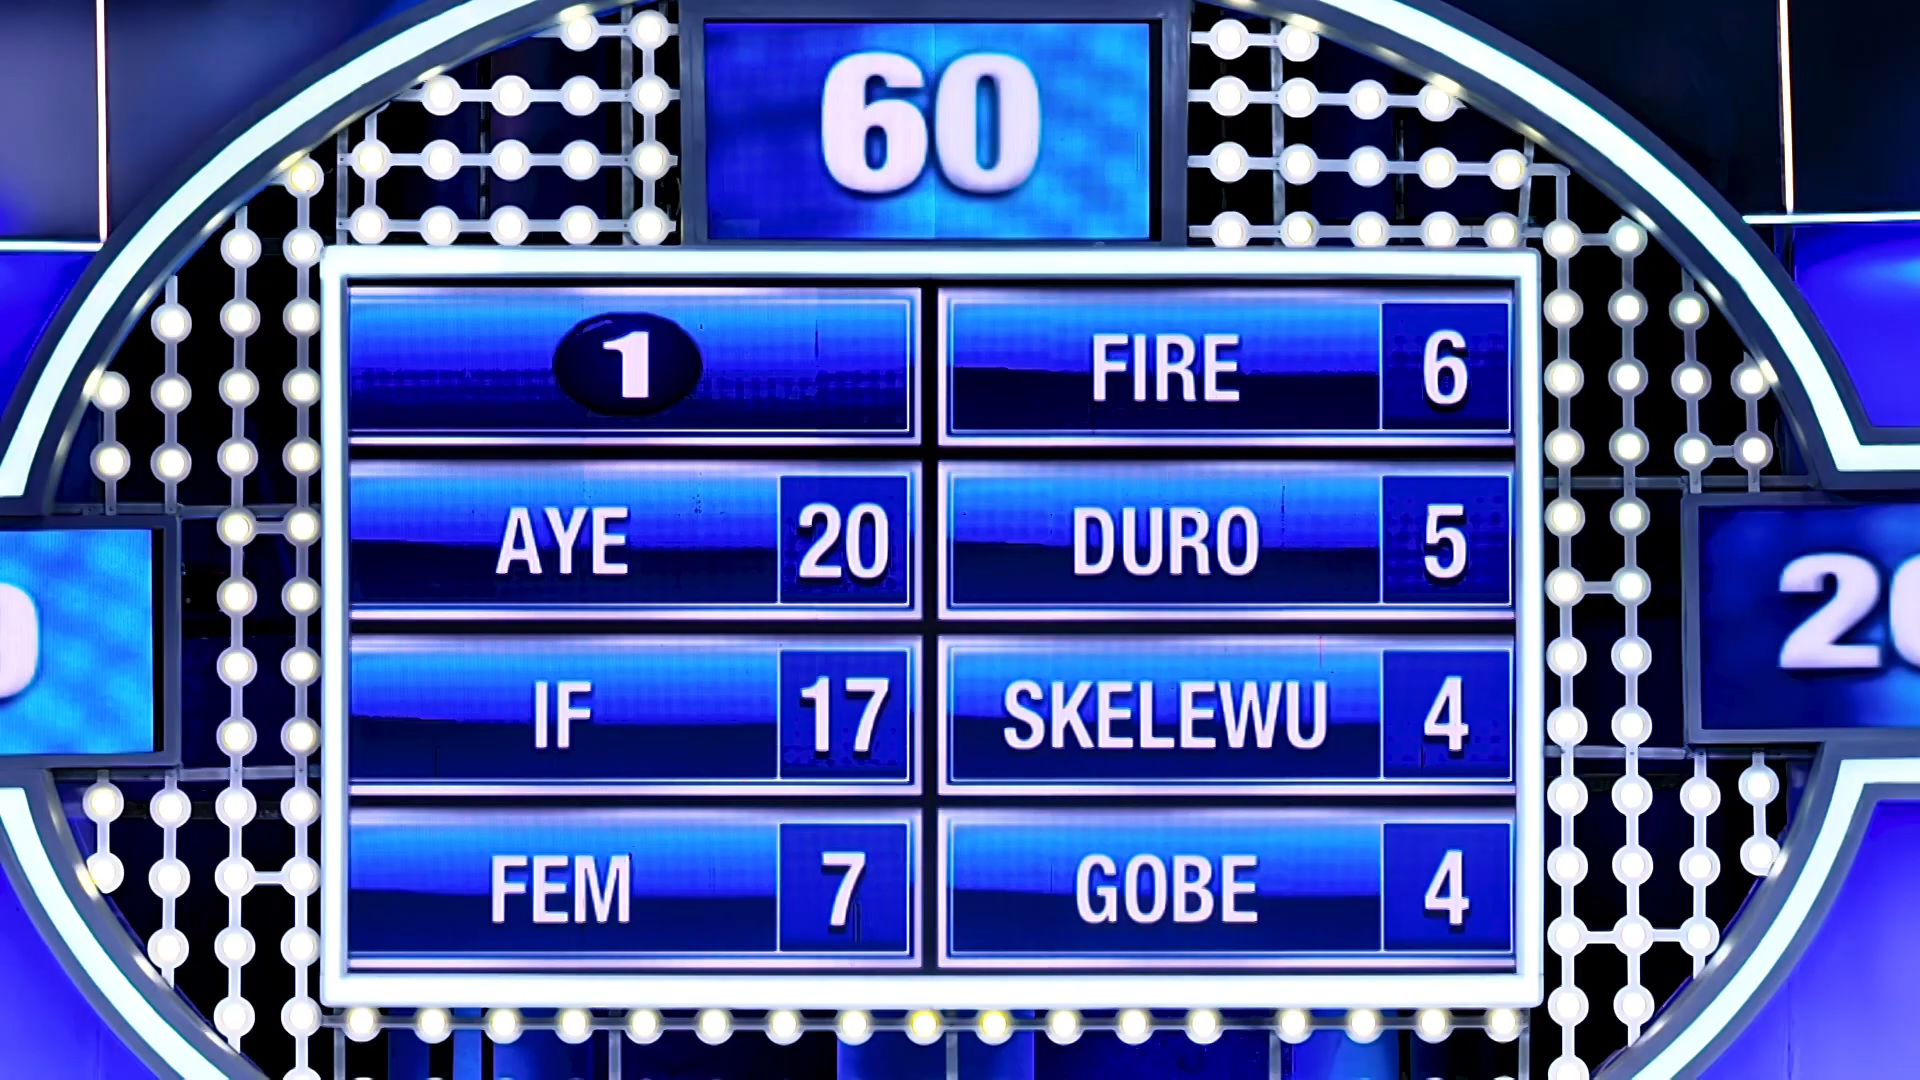 60
1
FIRE 6
AYE 20
DURO 5
IF 17
SKELEWU 4
FEM 7
GOBE 4